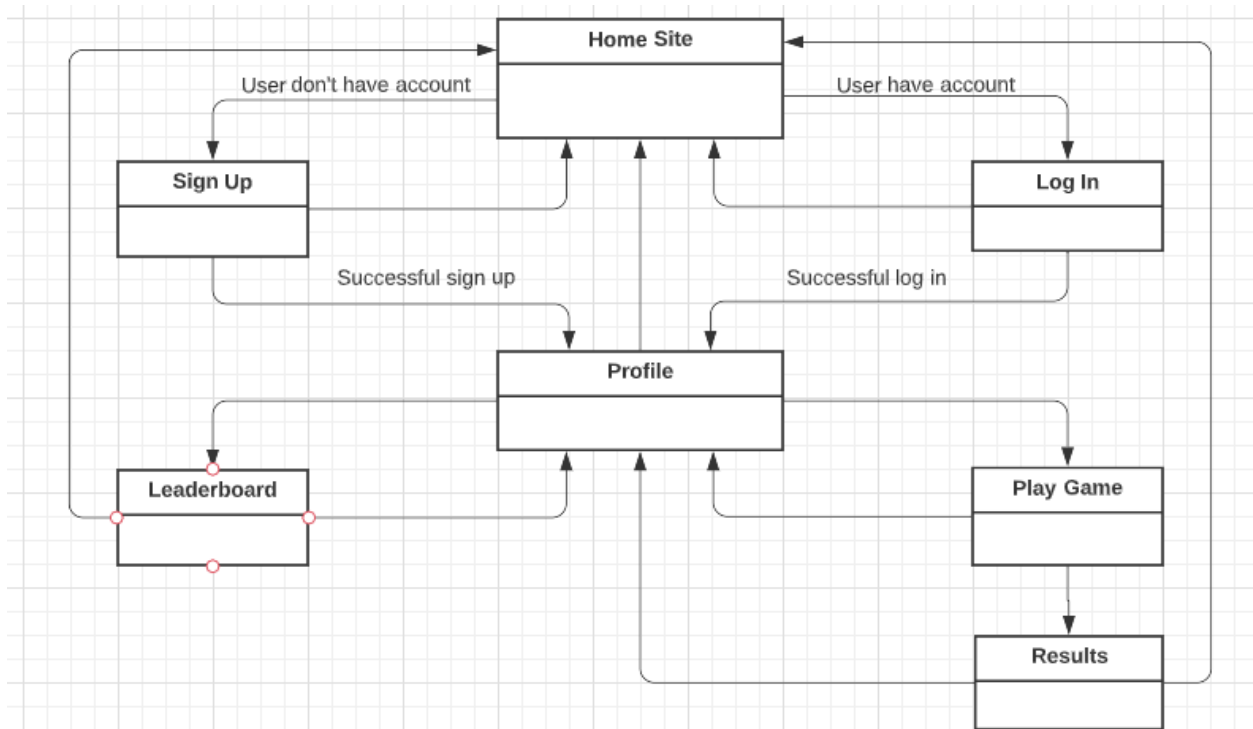 Home Site
User don't have account
User have account
Sign Up
Log In
Successful sign up
Successful log in
Profile
Leaderboard
Play Game
Results